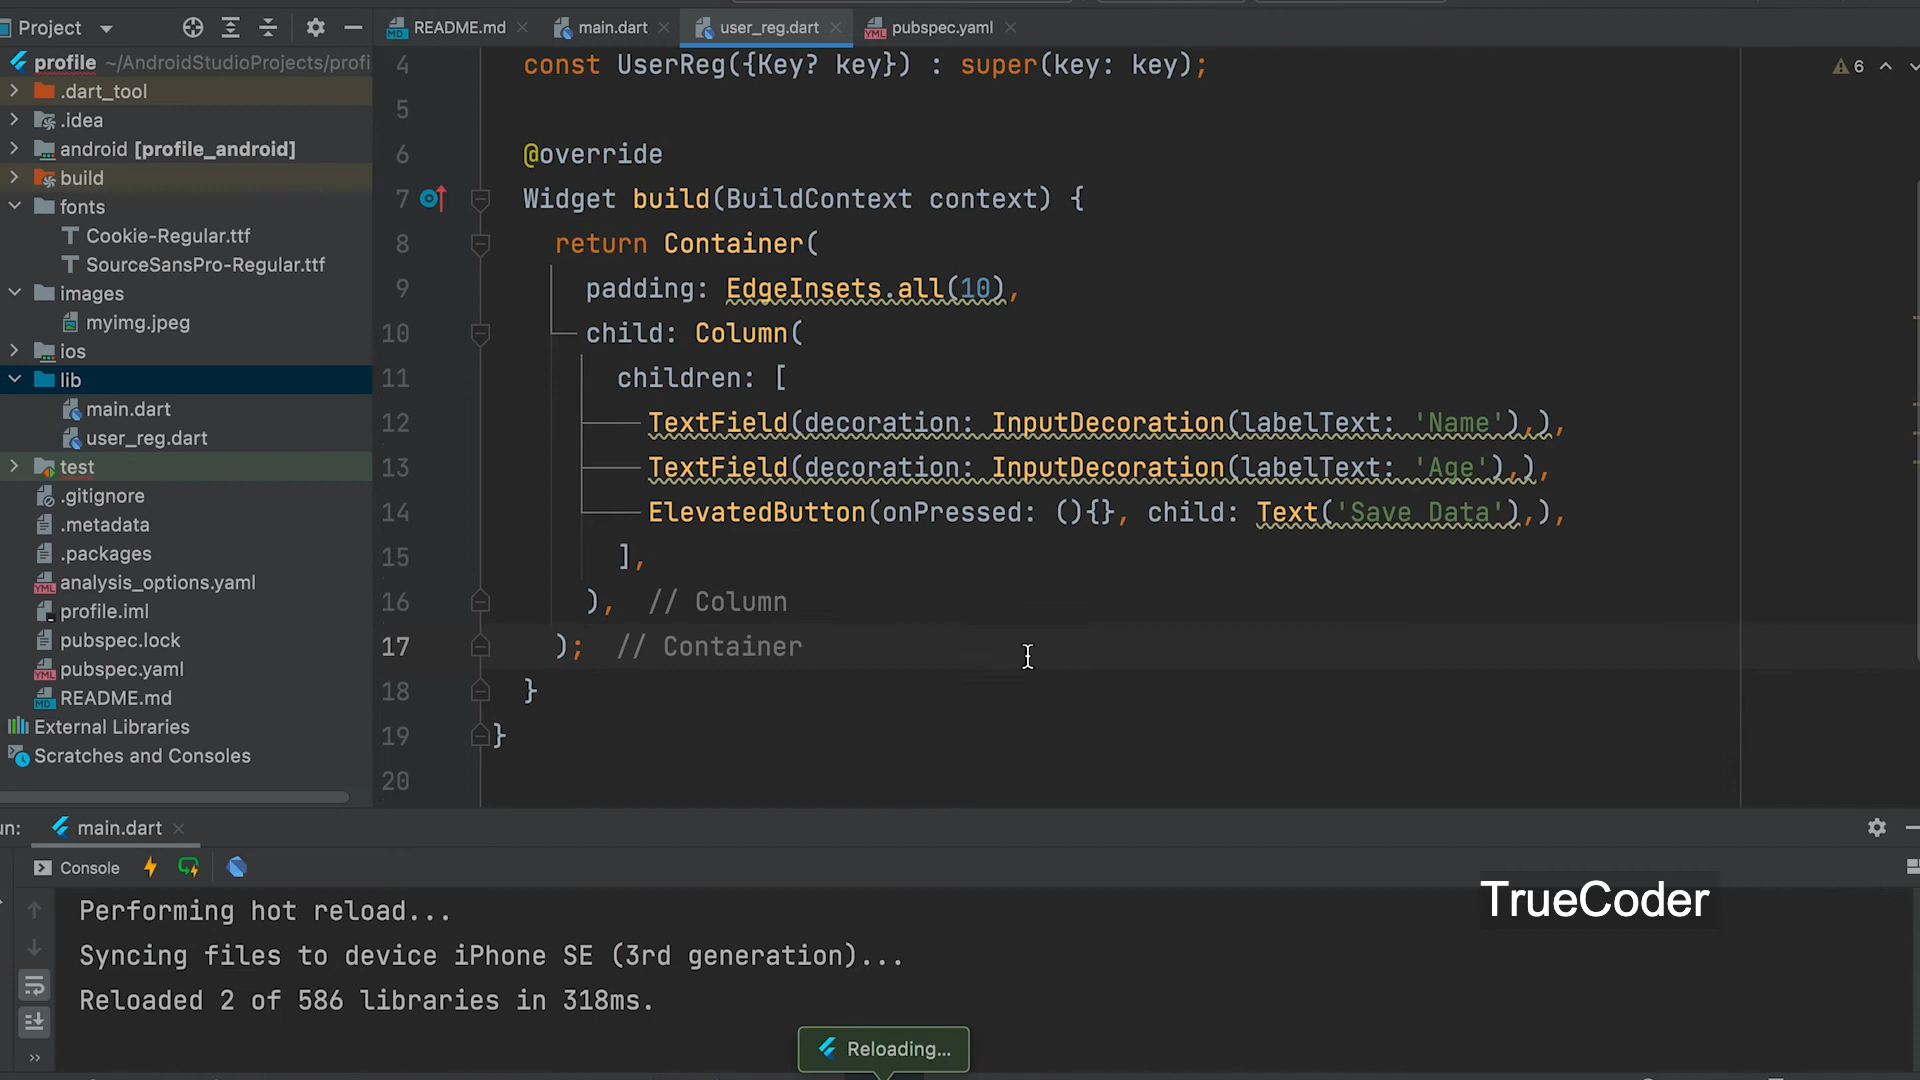 Project
README.md
main.dart
user_reg.dart
pubspec.yaml
profile ~/AndroidStudioProjects/profi
.dart_tool
.idea
android [profile_android]
build
fonts
Cookie-Regular.ttf
SourceSansPro-Regular.ttf
images
myimg.jpeg
ios
lib
main.dart
user_reg.dart
test
.gitignore
.metadata
.packages
analysis_options.yaml
profile.iml
pubspec.lock
pubspec.yaml
README.md
External Libraries
Scratches and Consoles
6
4 const UserReg({Key? key}) : super(key: key);
5
6 @override
7 Widget build(BuildContext context) {
8 return Container(
9 padding: EdgeInsets.all(10),
10 child: Column(
11 children: [
12 TextField(decoration: InputDecoration(labelText: 'Name'),),
13 TextField(decoration: InputDecoration(labelText: 'Age'),),
14 ElevatedButton(onPressed: (){}, child: Text('Save Data'),),
15 ],
16 ), // Column
17 ); // Container
18 }
19 }
20
un:
main.dart
Console
Performing hot reload...
Syncing files to device iPhone SE (3rd generation)...
Reloaded 2 of 586 libraries in 318ms.
TrueCoder
Reloading...